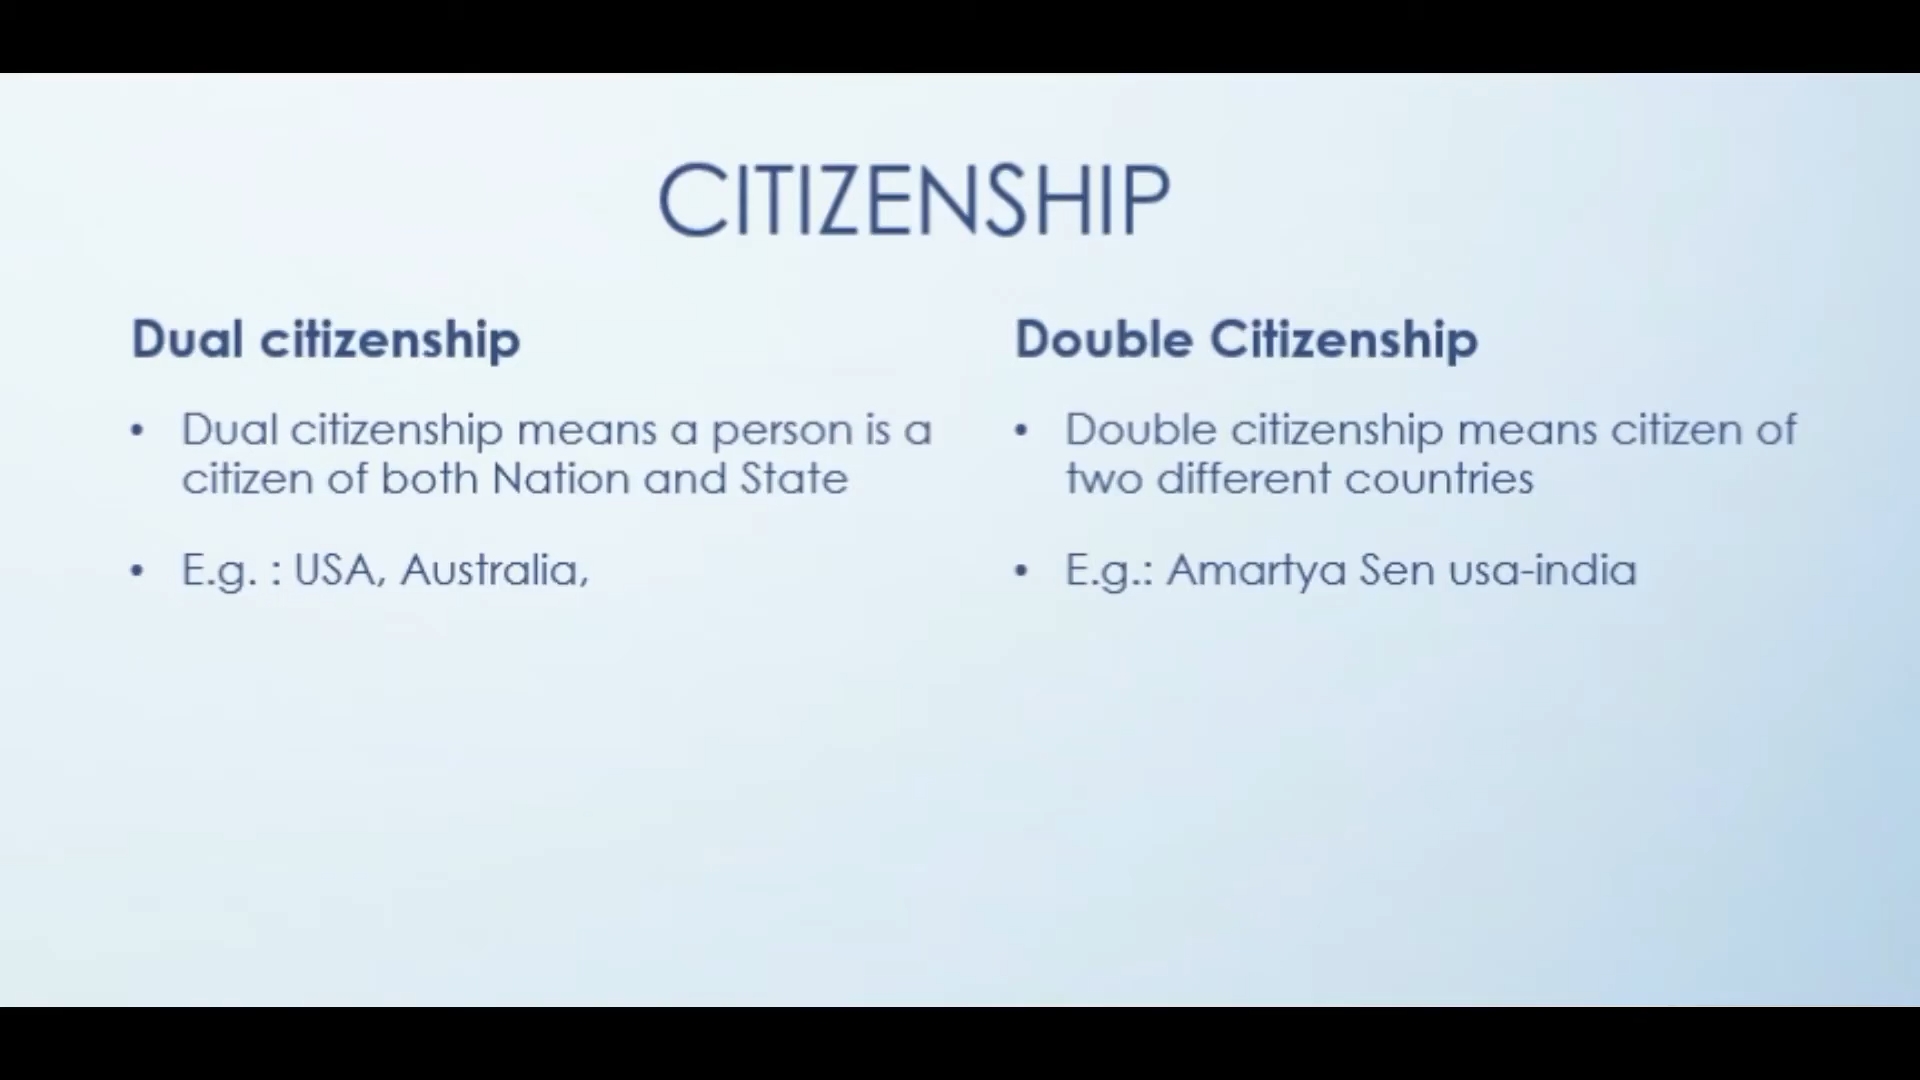 CITIZENSHIP
Dual citizenship
• Dual citizenship means a person is a
citizen of both Nation and State
• E.g. : USA, Australia,
Double Citizenship
• Double citizenship means citizen of
two different countries
• E.g.: Amartya Sen usa-india